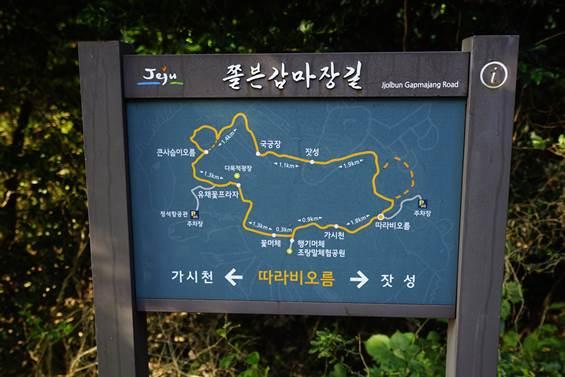 Jeju
쫄븐갑마장길
Jjolbun Gapmajang Road
i
1.4km
큰사슴이오름
국궁장
1.1km
잣성
1.9km
다목적광장
1.3km
유채꽃프라자
P
정석항공관
주차장
1.3km
0.3km
0.9km
1.8km
P
주차장
따라비오름
꽃머체
행기머체
조랑말체험공원
가시천
가시천 ← 따라비오름 → 잣성